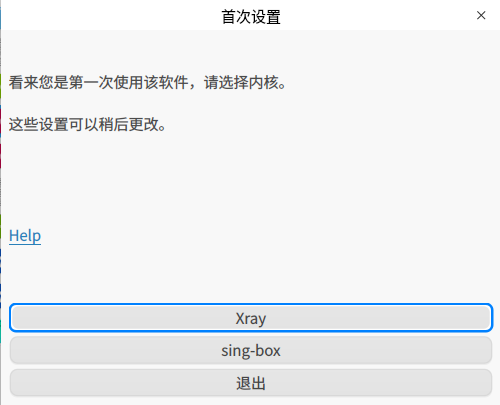 首次设置
看来您是第一次使用该软件，请选择内核。
这些设置可以稍后更改。
Help
Xray
sing-box
退出